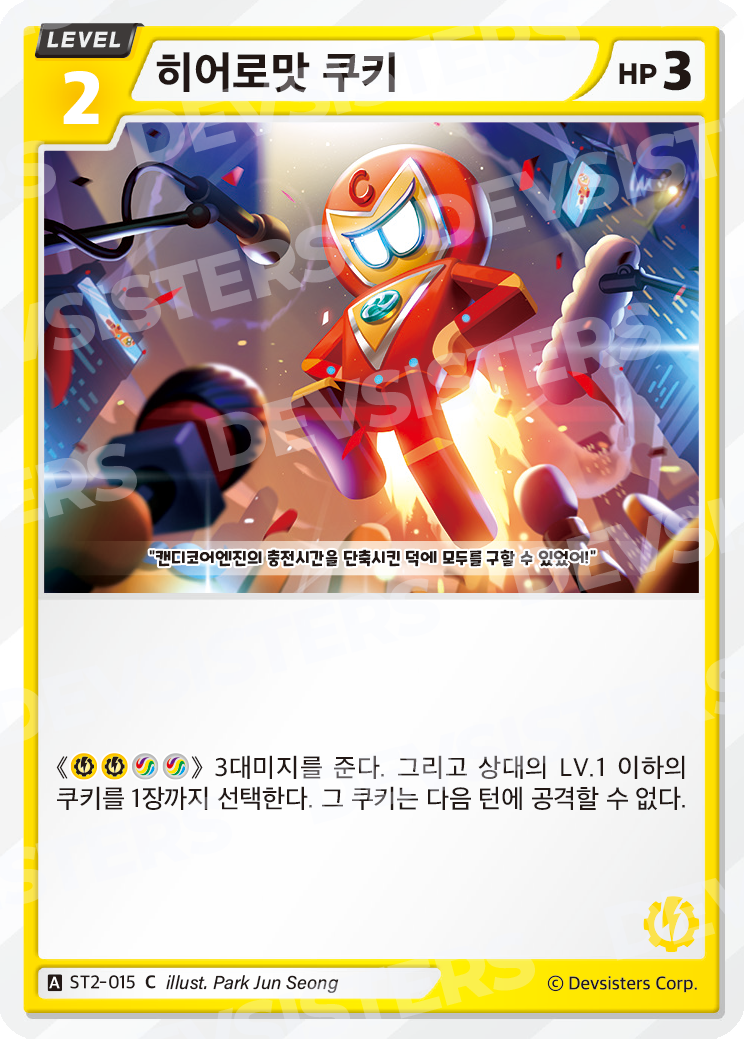 LEVEL
2
히어로맛 쿠키
HP 3
C
"캔디코어엔진의 충전시간을 단축시킨 덕에 모두를 구할 수 있었어!"
《 》 3대미지를 준다. 그리고 상대의 LV.1 이하의
쿠키를 1장까지 선택한다. 그 쿠키는 다음 턴에 공격할 수 없다.
A ST2-015 C illust. Park Jun Seong
© Devsisters Corp.
DEVSISTERS